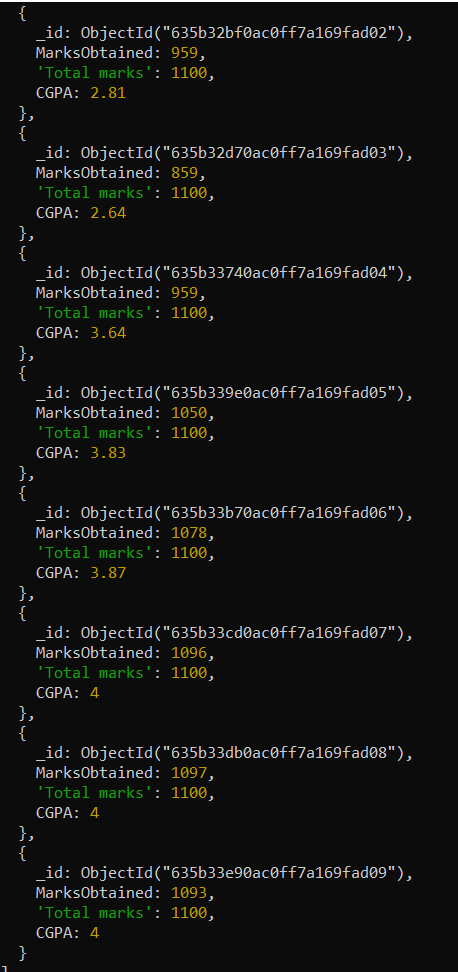 {
_id: ObjectId("635b32bf0ac0ff7a169fad02"),
MarksObtained: 959,
'Total marks': 1100,
CGPA: 2.81
},
{
_id: ObjectId("635b32d70ac0ff7a169fad03"),
MarksObtained: 859,
'Total marks': 1100,
CGPA: 2.64
},
{
_id: ObjectId("635b33740ac0ff7a169fad04"),
MarksObtained: 959,
'Total marks': 1100,
CGPA: 3.64
},
{
_id: ObjectId("635b339e0ac0ff7a169fad05"),
MarksObtained: 1050,
'Total marks': 1100,
CGPA: 3.83
},
{
_id: ObjectId("635b33b70ac0ff7a169fad06"),
MarksObtained: 1078,
'Total marks': 1100,
CGPA: 3.87
},
{
_id: ObjectId("635b33cd0ac0ff7a169fad07"),
MarksObtained: 1096,
'Total marks': 1100,
CGPA: 4
},
{
_id: ObjectId("635b33db0ac0ff7a169fad08"),
MarksObtained: 1097,
'Total marks': 1100,
CGPA: 4
},
{
_id: ObjectId("635b33e90ac0ff7a169fad09"),
MarksObtained: 1093,
'Total marks': 1100,
CGPA: 4
}
]